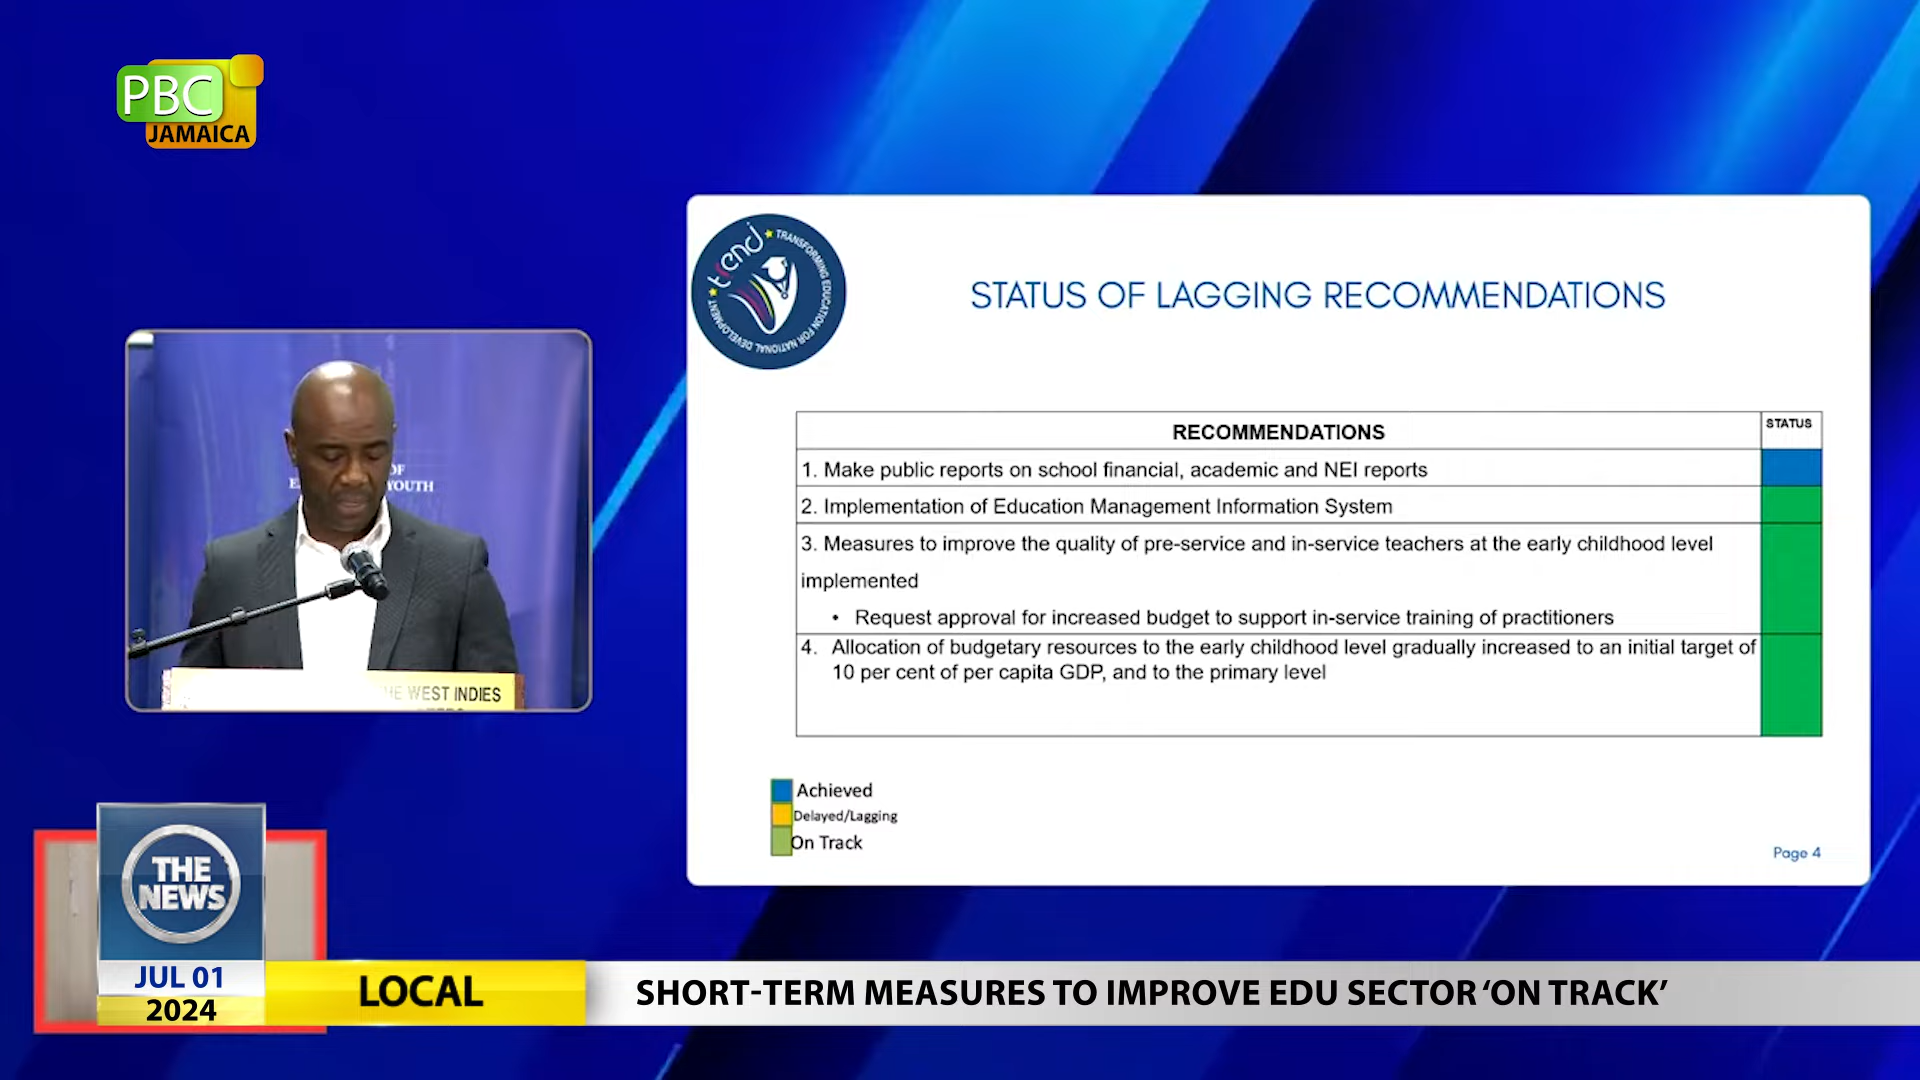 PBC
JAMAICA
trend
TRANSFORMING EDUCATION FOR NATIONAL DEVELOPMENT
STATUS OF LAGGING RECOMMENDATIONS
RECOMMENDATIONS
STATUS
1. Make public reports on school financial, academic and NEI reports
2. Implementation of Education Management Information System
3. Measures to improve the quality of pre-service and in-service teachers at the early childhood level
implemented
• Request approval for increased budget to support in-service training of practitioners
4. Allocation of budgetary resources to the early childhood level gradually increased to an initial target of
10 per cent of per capita GDP, and to the primary level
Achieved
Delayed/Lagging
On Track
Page 4
OF
YOUTH
WEST INDIES
THE
NEWS
JUL 01
2024
LOCAL
SHORT-TERM MEASURES TO IMPROVE EDU SECTOR ‘ON TRACK’